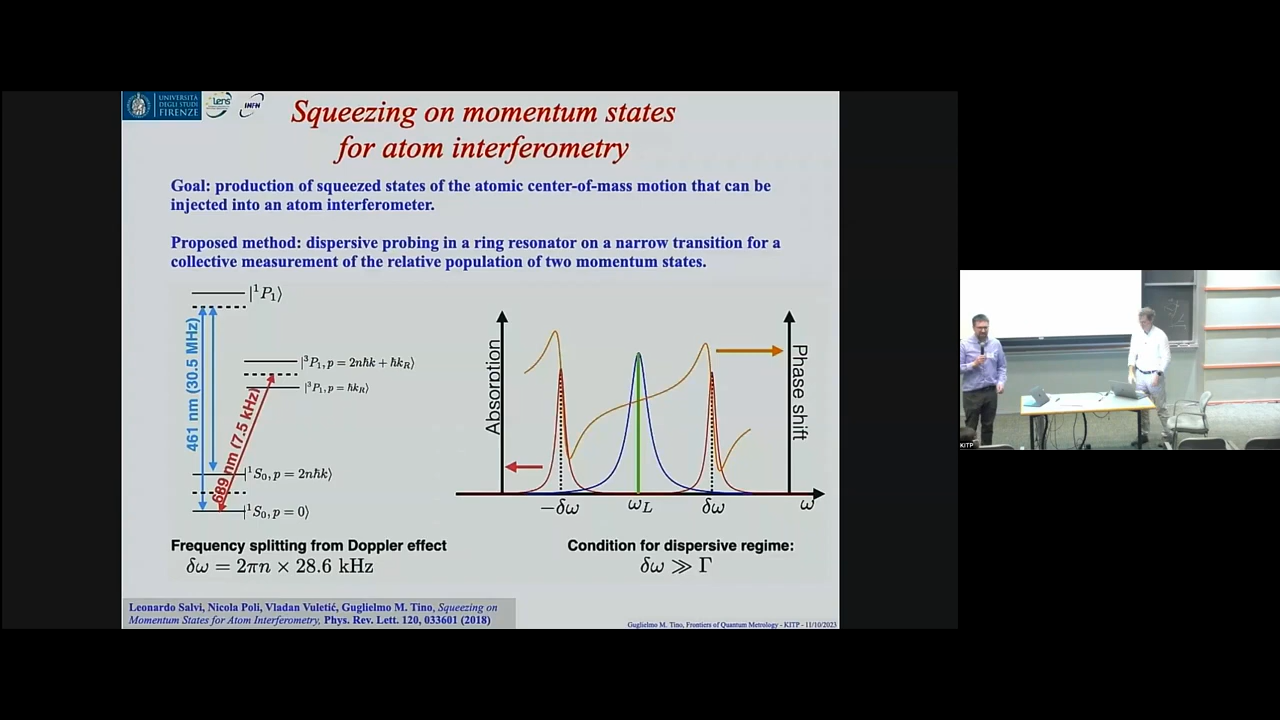 UNIVERSITÀ
DEGLI STUDI
FIRENZE
Lens
INFN
Squeezing on momentum states
for atom interferometry
Goal: production of squeezed states of the atomic center-of-mass motion that can be
injected into an atom interferometer.
Proposed method: dispersive probing in a ring resonator on a narrow transition for a
collective measurement of the relative population of two momentum states.
|¹P₁⟩
461 nm (30.5 MHz)
|³P₁, p = 2nħk + ħk_R⟩
|³P₁, p = ħk_R⟩
689 nm (7.5 kHz)
|¹S₀, p = 2nħk⟩
|¹S₀, p = 0⟩
Absorption
Phase shift
−δω
ω_L
δω
ω
Frequency splitting from Doppler effect
δω = 2πn × 28.6 kHz
Condition for dispersive regime:
δω ≫ Γ
Leonardo Salvi, Nicola Poli, Vladan Vuletić, Guglielmo M. Tino, Squeezing on
Momentum States for Atom Interferometry, Phys. Rev. Lett. 120, 033601 (2018)
Guglielmo M. Tino, Frontiers of Quantum Metrology - KITP - 11/10/2023
KITP